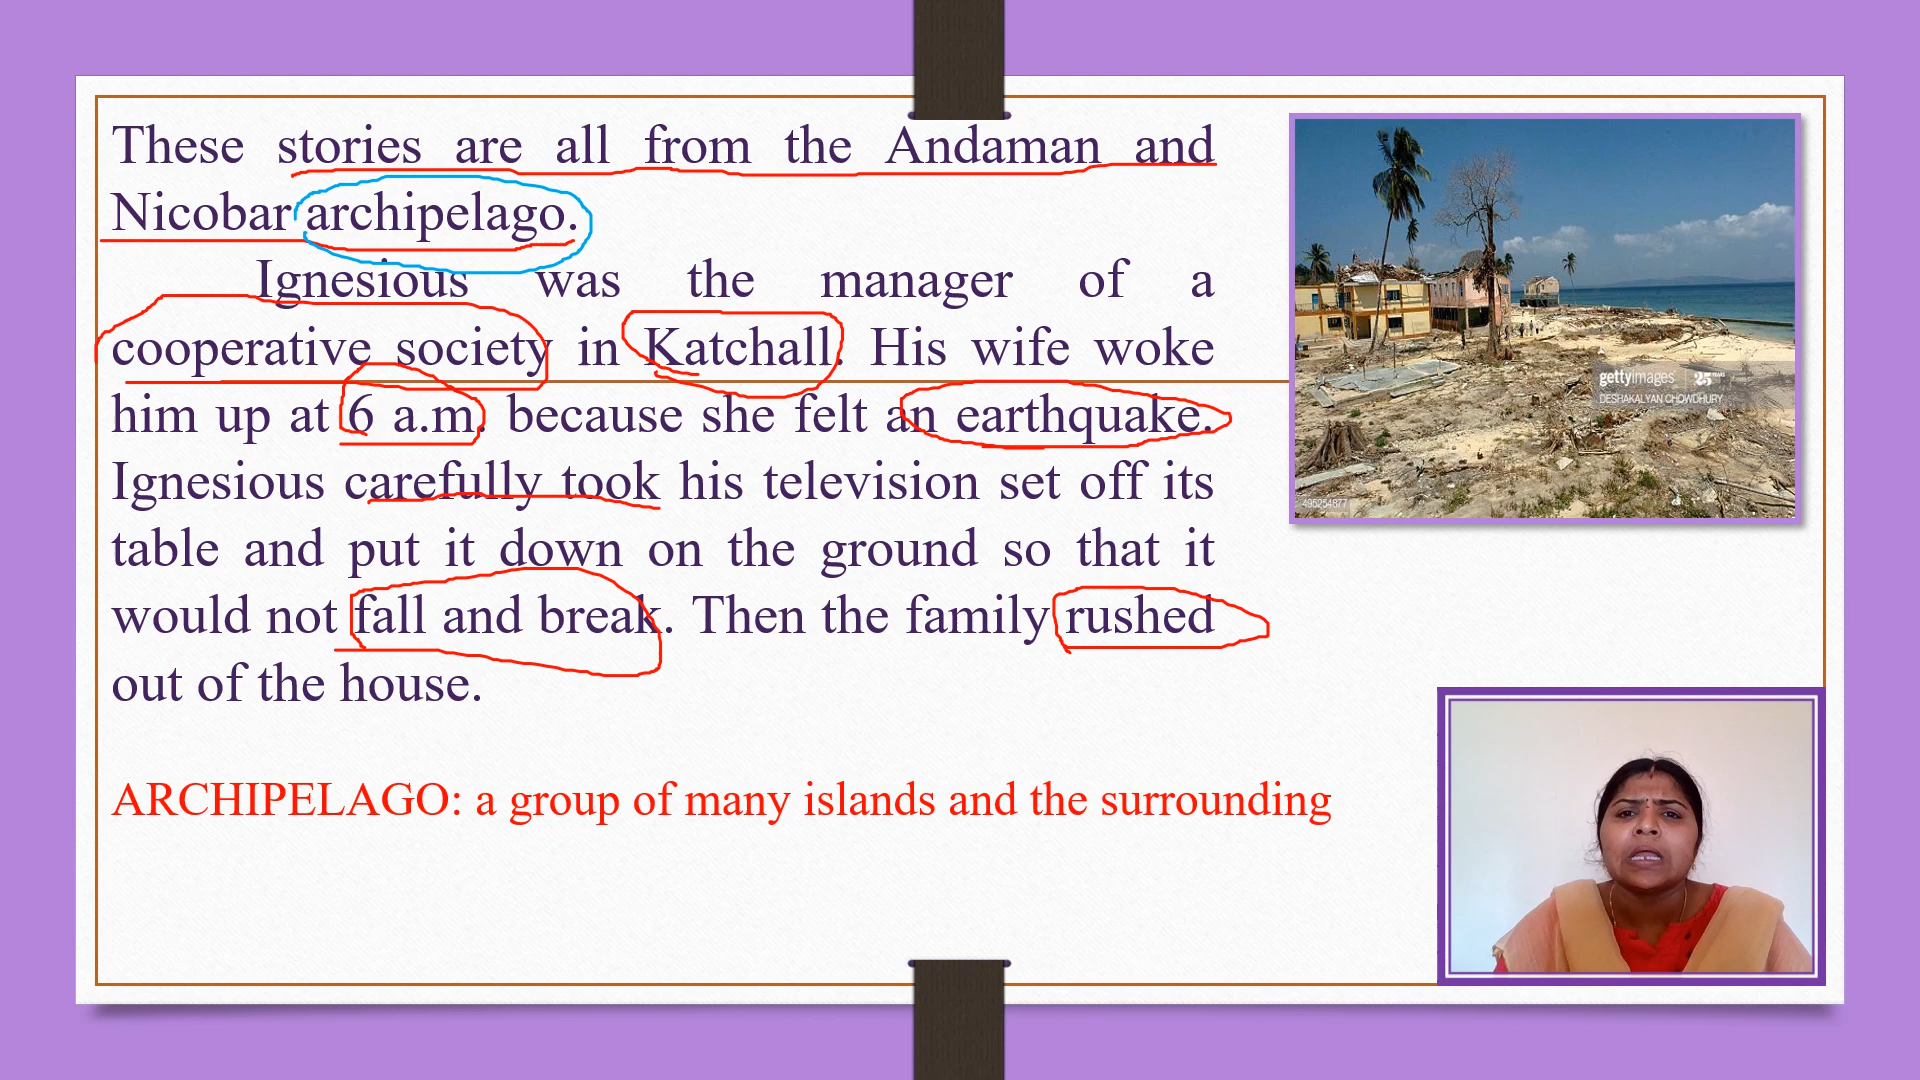 These stories are all from the Andaman and
Nicobar archipelago.
Ignesious was the manager of a
cooperative society in Katchall. His wife woke
him up at 6 a.m. because she felt an earthquake.
Ignesious carefully took his television set off its
table and put it down on the ground so that it
would not fall and break. Then the family rushed
out of the house.
ARCHIPELAGO: a group of many islands and the surrounding
gettyimages
DESHAKALYAN CHOWDHURY
495254877